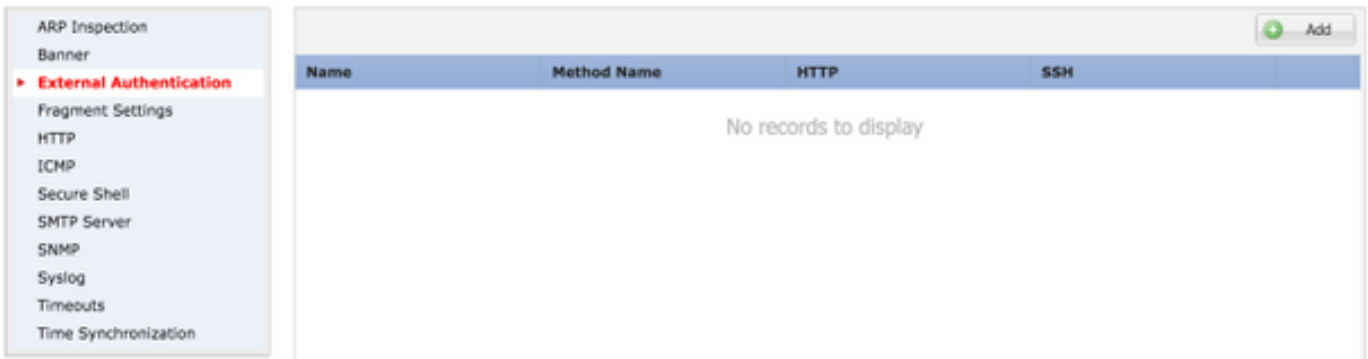 ARP Inspection
Banner
External Authentication
Fragment Settings
HTTP
ICMP
Secure Shell
SMTP Server
SNMP
Syslog
Timeouts
Time Synchronization
Add
Name Method Name HTTP SSH
No records to display